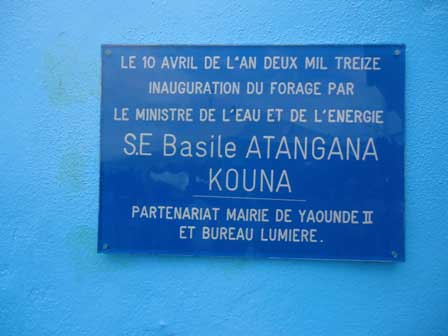 LE 10 AVRIL DE L'AN DEUX MIL TREIZE
INAUGURATION DU FORAGE PAR
LE MINISTRE DE L'EAU ET DE L'ENERGIE
S.E Basile ATANGANA
KOUNA
PARTENARIAT MAIRIE DE YAOUNDE II
ET BUREAU LUMIERE.